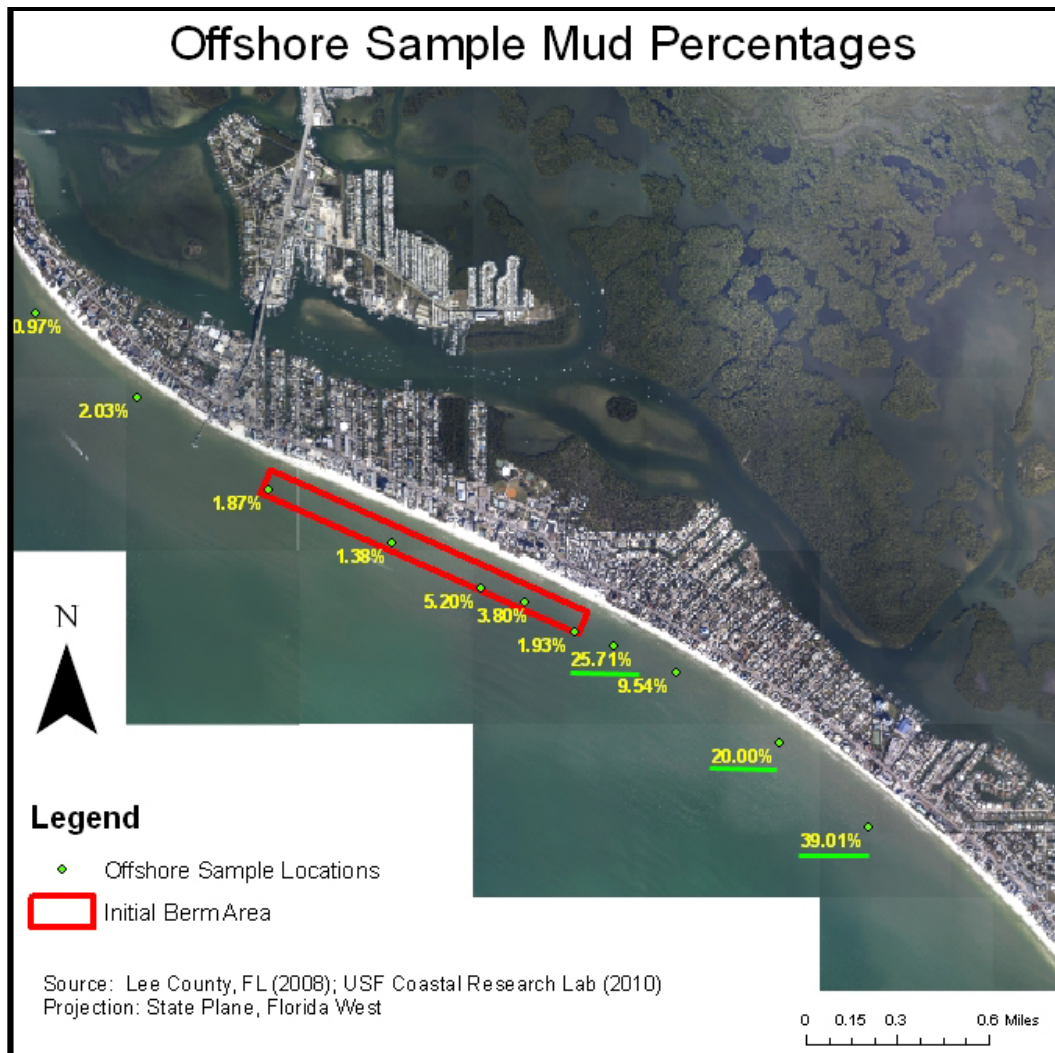 Offshore Sample Mud Percentages
0.97%
2.03%
1.87%
1.38%
5.20%
3.80%
1.93%
25.71%
9.54%
20.00%
39.01%
N
Legend
Offshore Sample Locations
Initial Berm Area
Source: Lee County, FL (2008); USF Coastal Research Lab (2010)
Projection: State Plane, Florida West
0 0.15 0.3 0.6 Miles